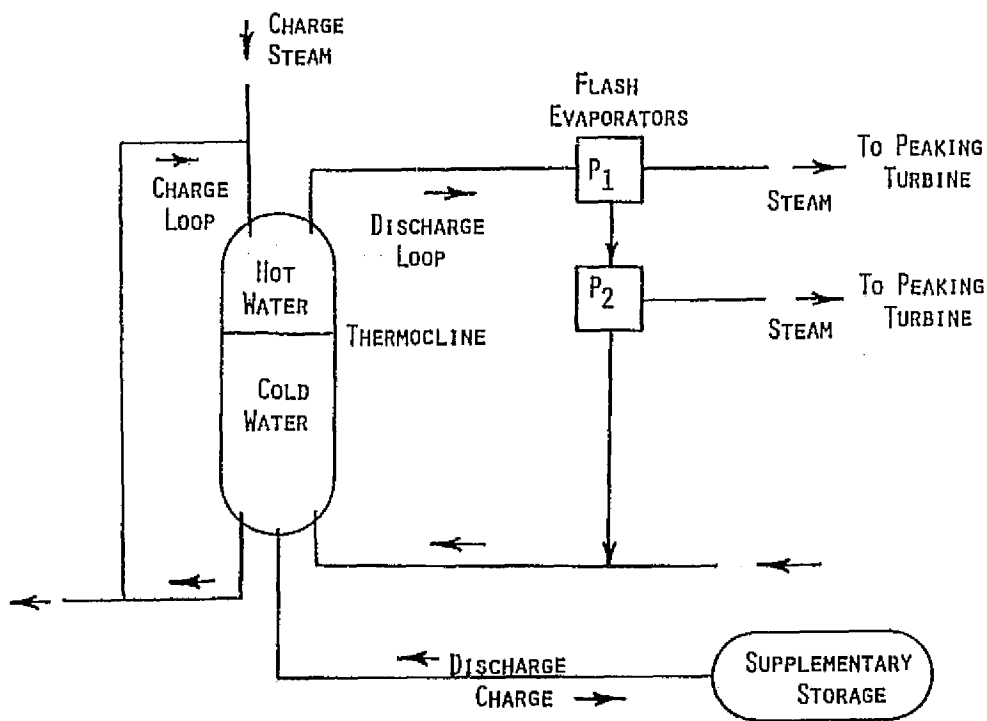 CHARGE
STEAM
FLASH
EVAPORATORS
CHARGE
LOOP
DISCHARGE
LOOP
P1
STEAM
TO PEAKING
TURBINE
HOT
WATER
THERMOCLINE
COLD
WATER
P2
STEAM
TO PEAKING
TURBINE
DISCHARGE
CHARGE
SUPPLEMENTARY
STORAGE